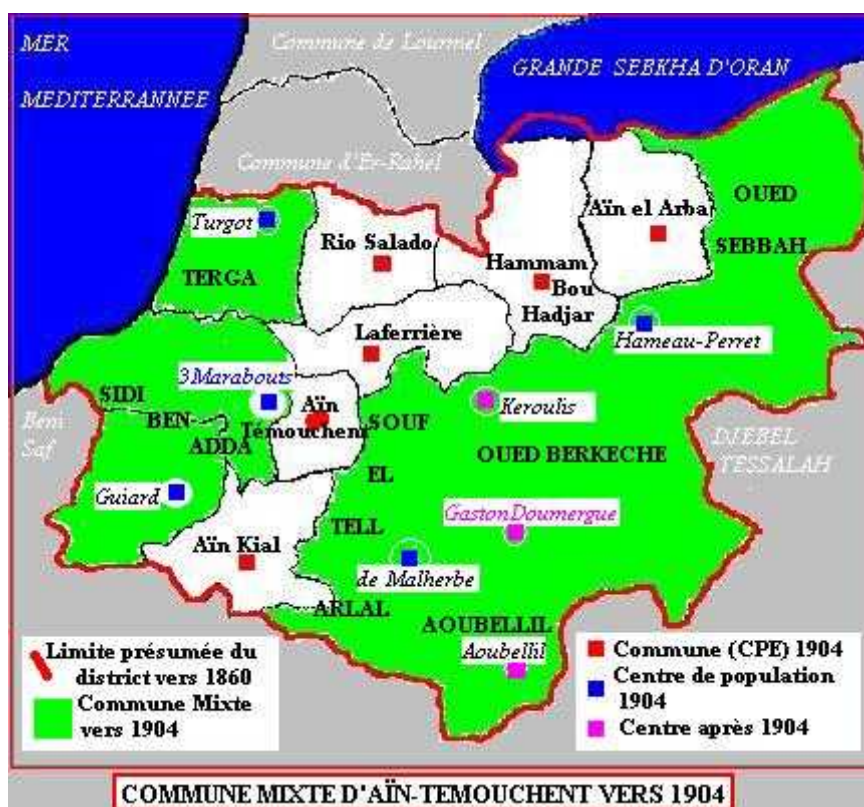 MER
MEDITERRANNEE
Commune de Lourmel
GRANDE SEBKHA D'ORAN
Commune d'Er-Rahel
Turgot
TERGA
Rio Salado
Aïn el Arba
OUED
SEBBAH
Hammam
Bou
Hadjar
Laferrière
Hameau-Perret
3 Marabouts
SIDI
BEN
ADDA
Beni
Saf
Aïn
Témouchent
SOUF
EL
TELL
Keroulis
OUED BERKECHE
DJEBEL
TESSALAH
Guiard
Gaston Doumergue
Aïn Kial
de Malherbe
ARLAL
AOUBELLIL
Aoubellil
Limite présumée du
district vers 1860
Commune Mixte
vers 1904
Commune (CPE) 1904
Centre de population
1904
Centre après 1904
COMMUNE MIXTE D'AÏN-TEMOUCHENT VERS 1904